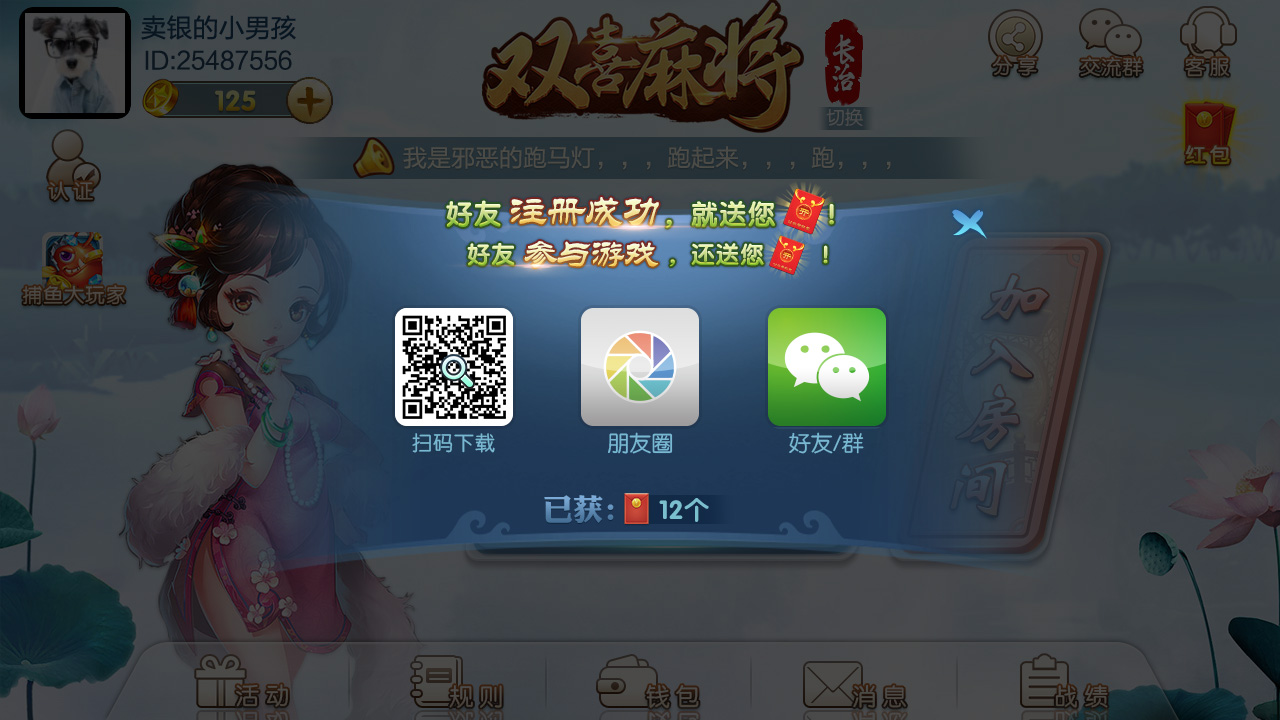 卖银的小男孩
ID:25487556
125
双喜麻将
长治
切换
分享
交流群
客服
红包
认证
捕鱼大玩家
我是邪恶的跑马灯，，，跑起来，，，跑，，，
好友注册成功，就送您开！
好友参与游戏，还送您开！
加入房间
扫码下载
朋友圈
好友/群
已获：12个
活动
规则
钱包
消息
战绩